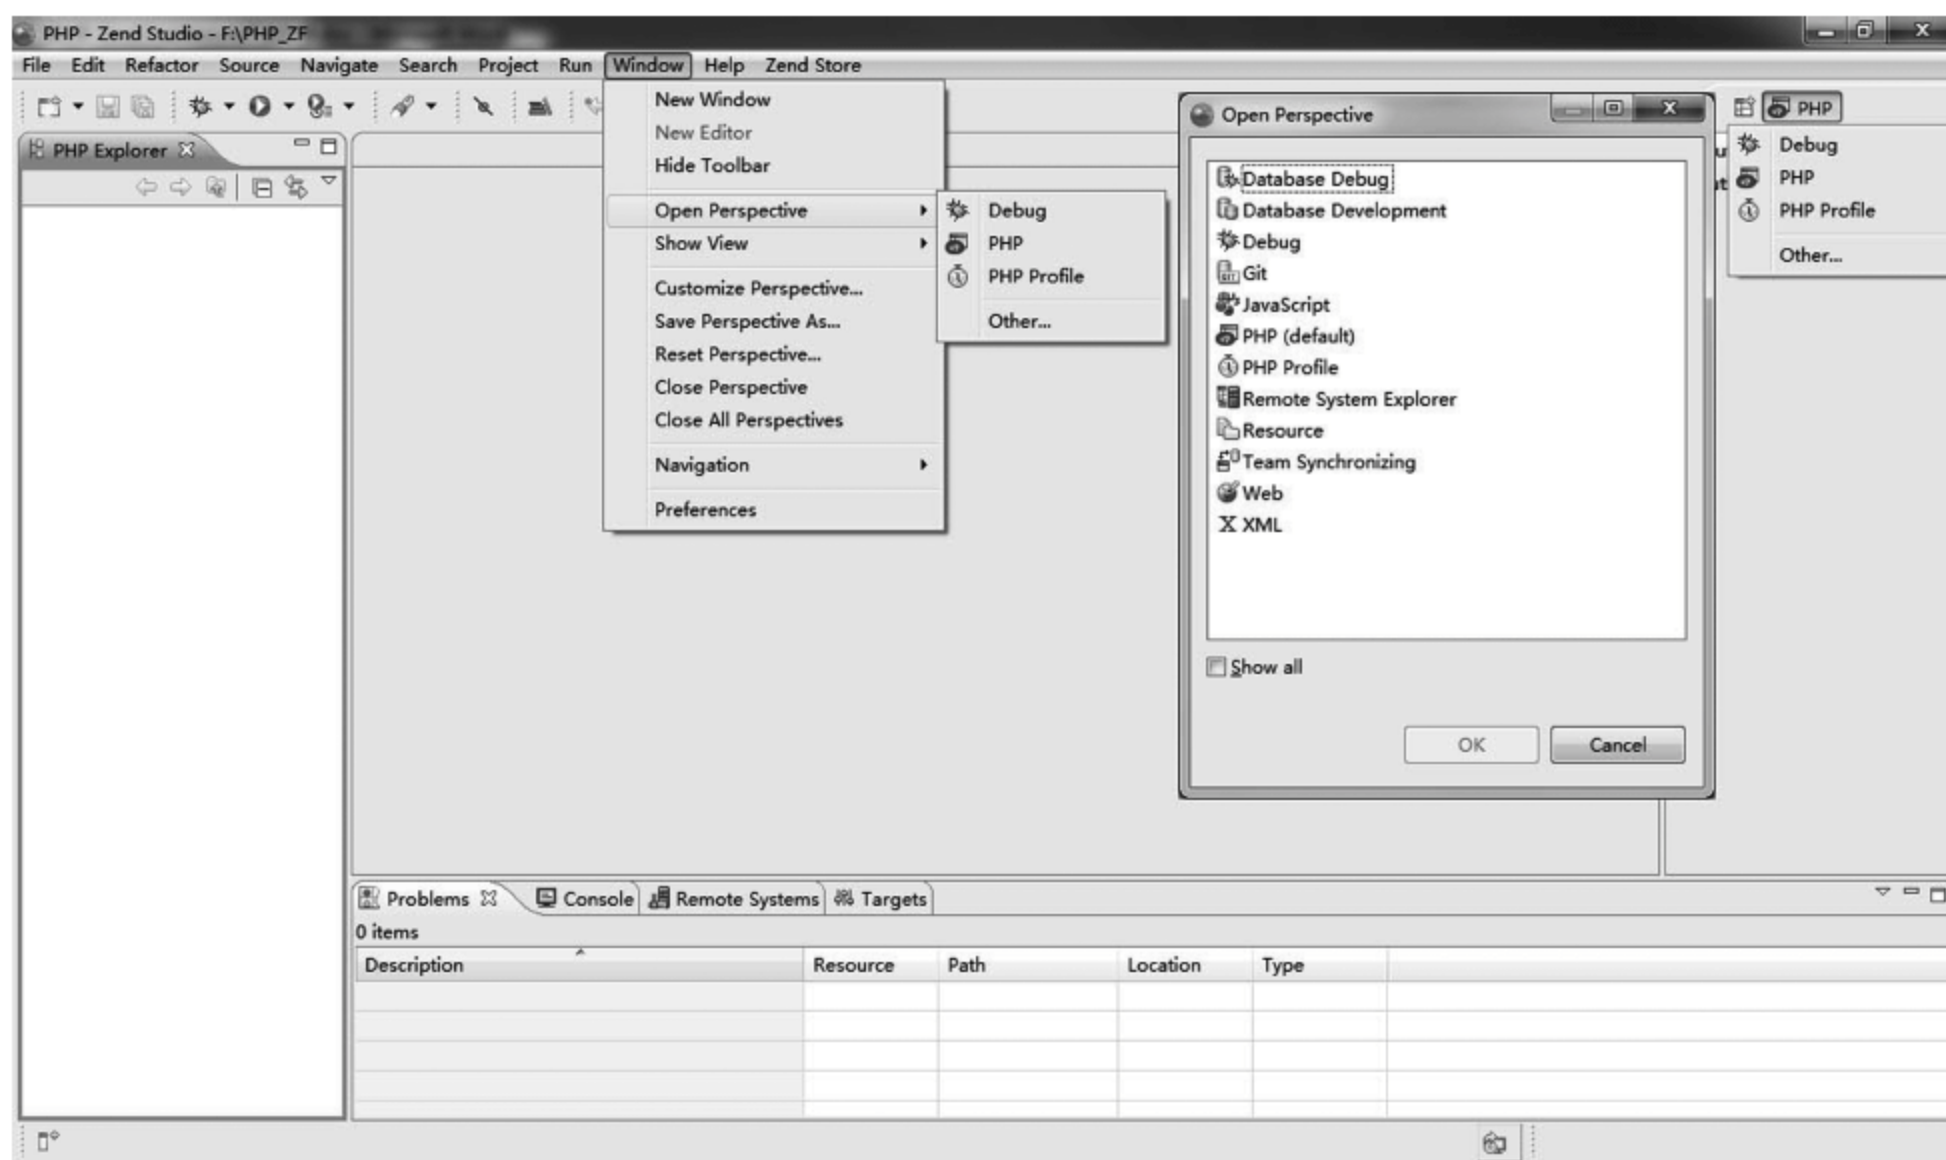 PHP - Zend Studio - F:\PHP_ZF
File Edit Refactor Source Navigate Search Project Run Window Help Zend Store
PHP Explorer
New Window
New Editor
Hide Toolbar
Open Perspective
Show View
Customize Perspective...
Save Perspective As...
Reset Perspective...
Close Perspective
Close All Perspectives
Navigation
Preferences
Debug
PHP
PHP Profile
Other...
Open Perspective
Database Debug
Database Development
Debug
Git
JavaScript
PHP (default)
PHP Profile
Remote System Explorer
Resource
Team Synchronizing
Web
X XML
Show all
OK Cancel
PHP
Debug
PHP
PHP Profile
Other...
Problems Console Remote Systems Targets
0 items
Description Resource Path Location Type